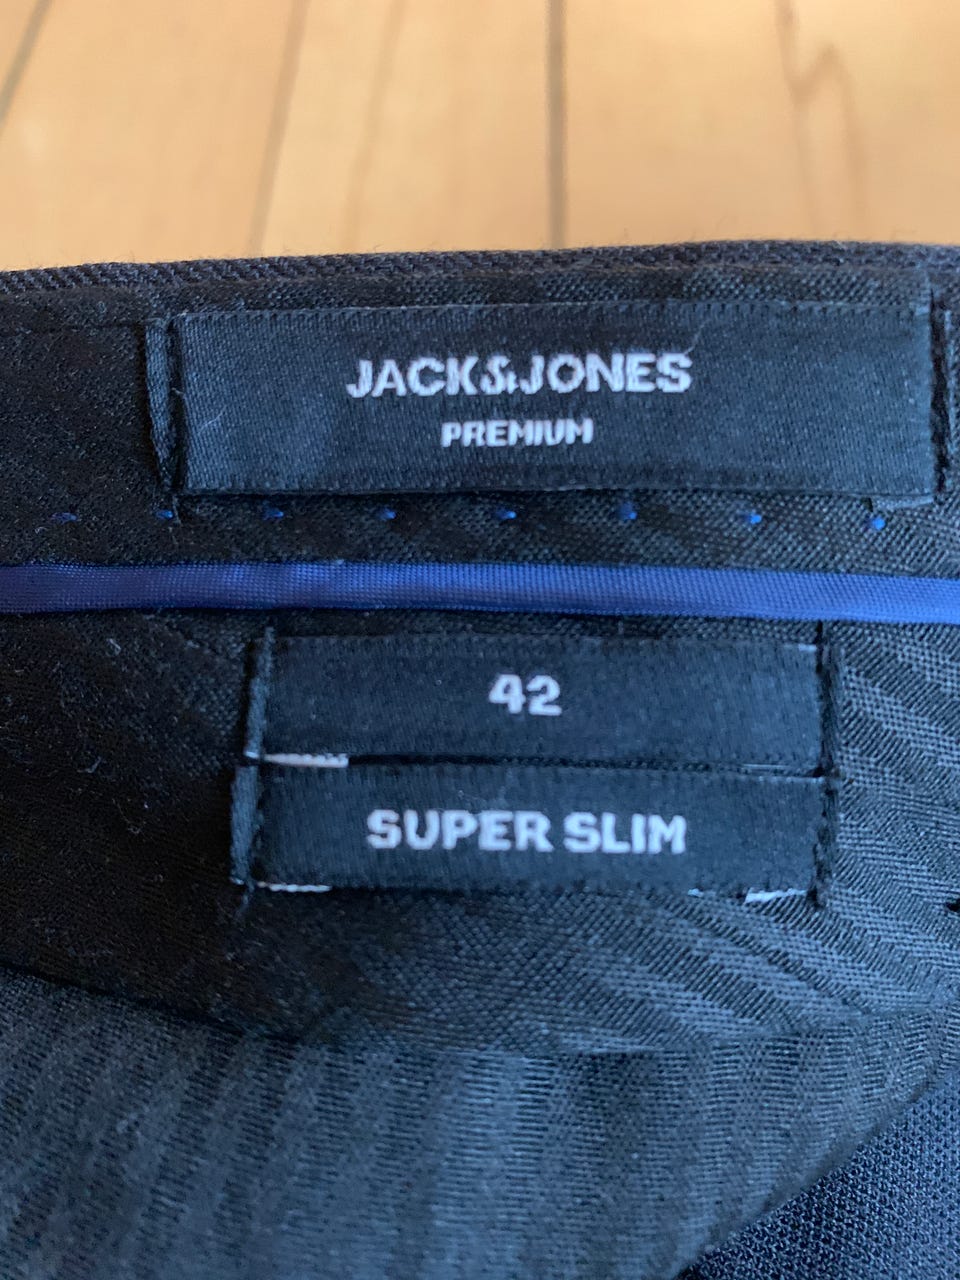 JACK&JONES
PREMIUM
42
SUPER SLIM